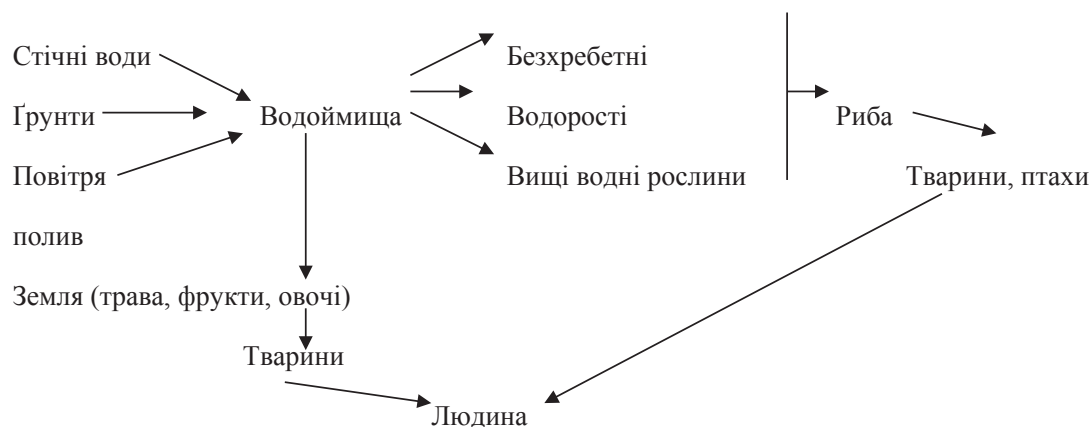 Стічні води
Безхребетні
Ґрунти
Водоймища
Водорості
Риба
Повітря
Вищі водні рослини
Тварини, птахи
полив
Земля (трава, фрукти, овочі)
Тварини
Людина